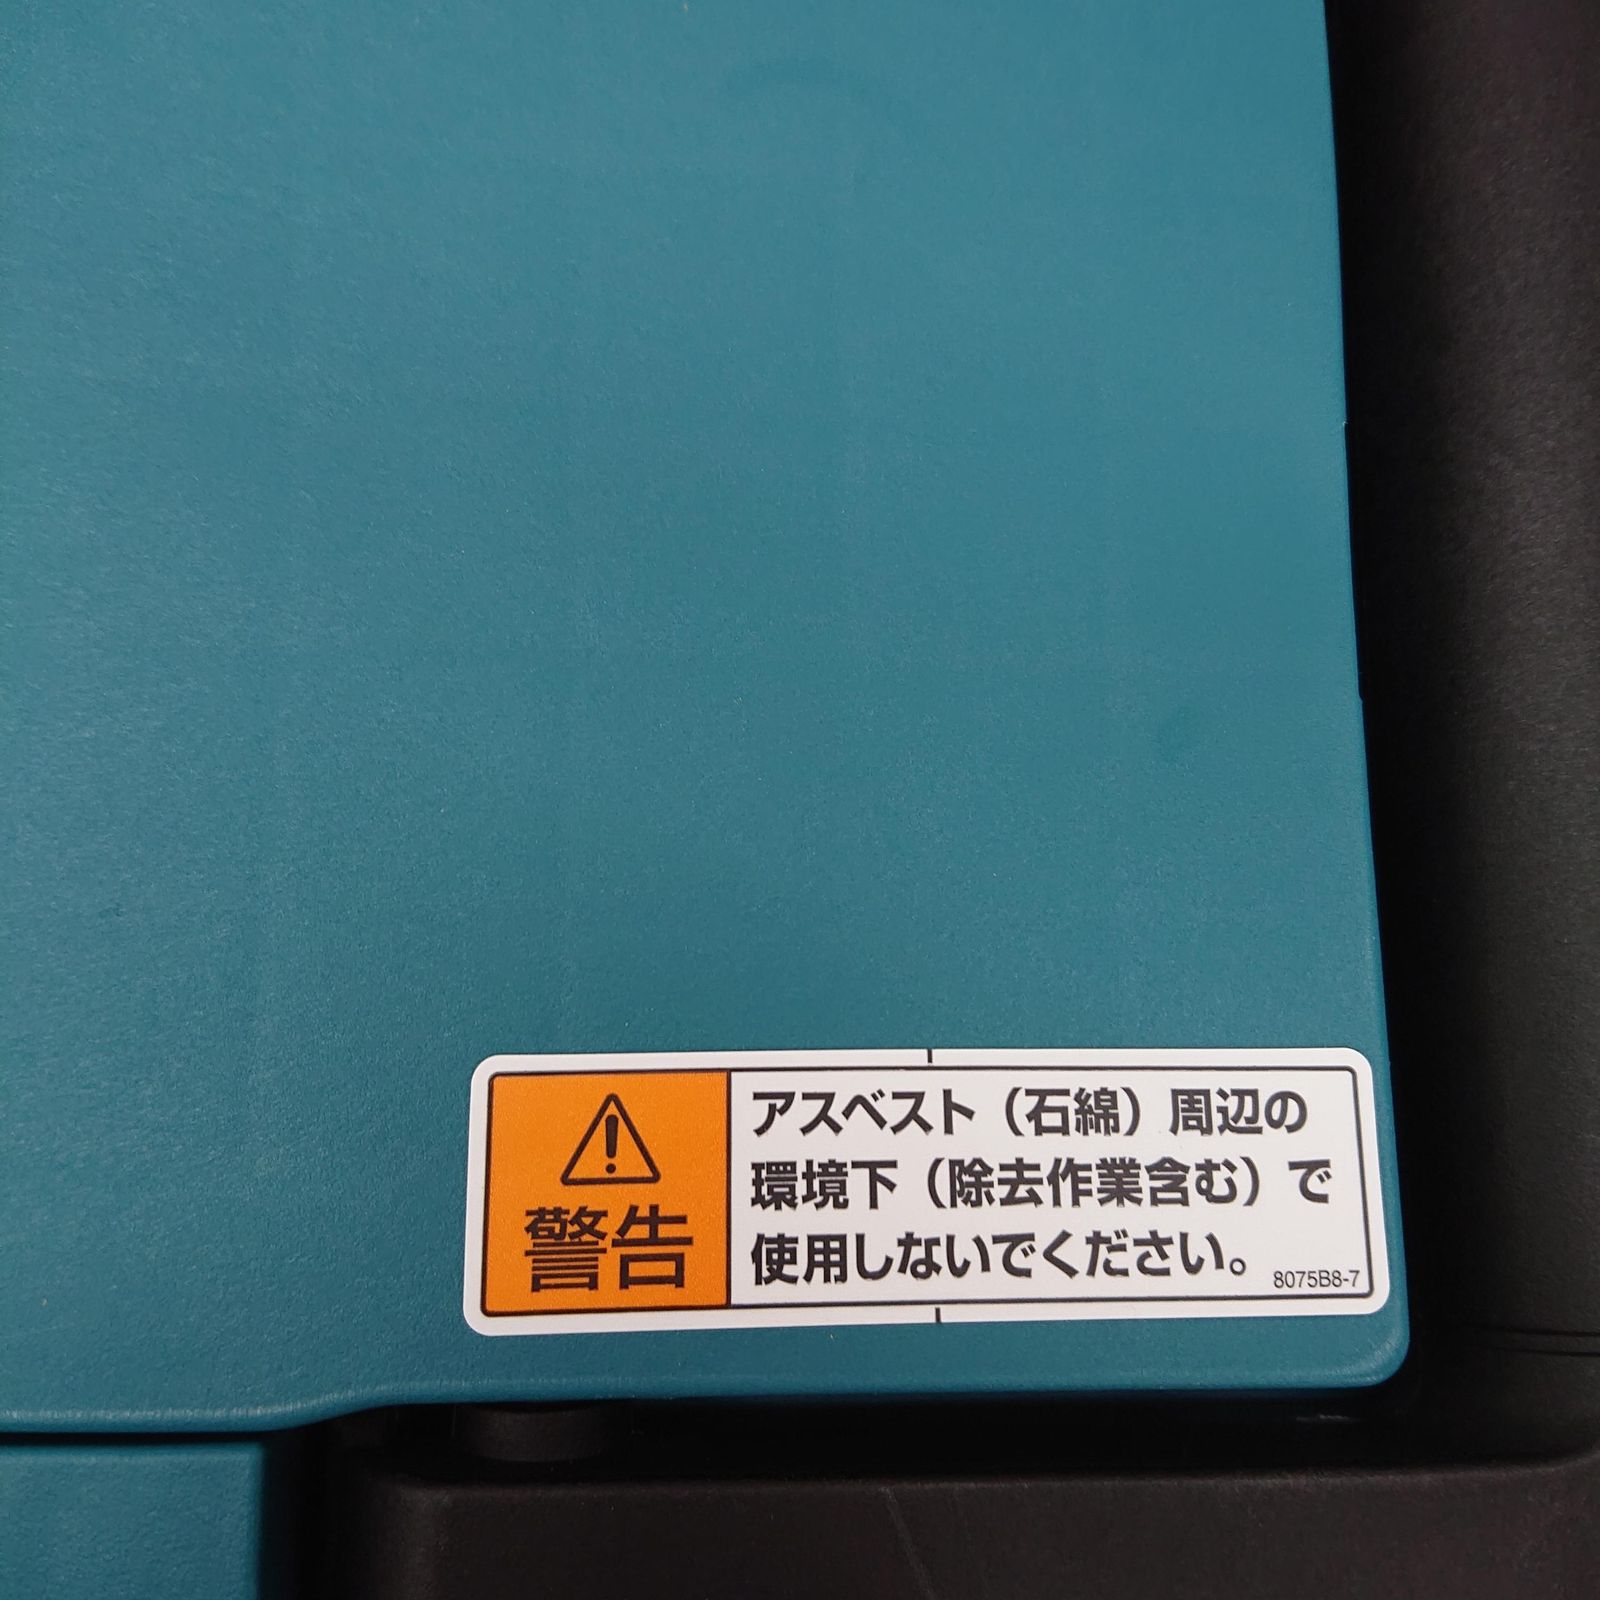 警告
アスベスト（石綿）周辺の
環境下（除去作業含む）で
使用しないでください。
8075B8-7